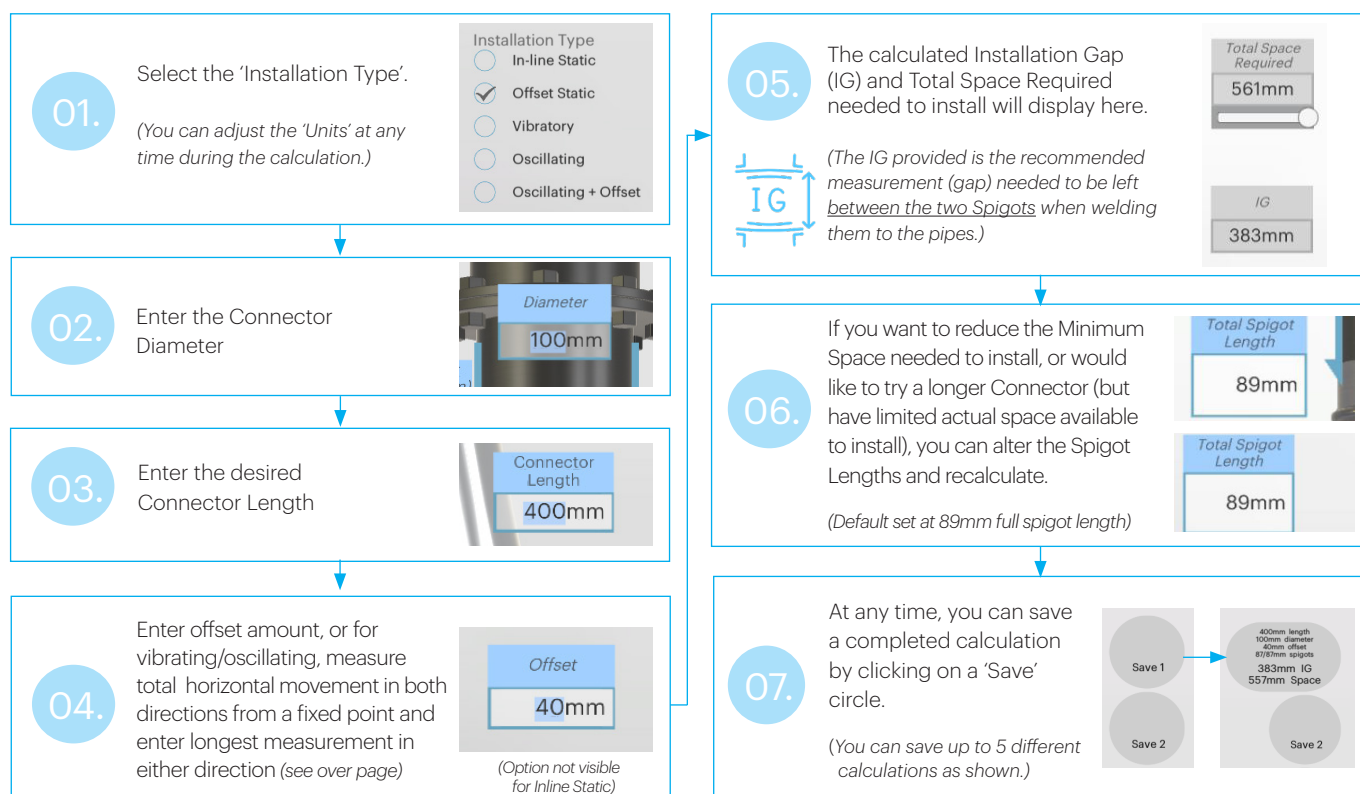 01.
Select the ‘Installation Type’.
(You can adjust the ‘Units’ at any
time during the calculation.)
Installation Type
In-line Static
Offset Static
Vibratory
Oscillating
Oscillating + Offset
02.
Enter the Connector
Diameter
Diameter
100mm
03.
Enter the desired
Connector Length
Connector
Length
400mm
04.
Enter offset amount, or for
vibrating/oscillating, measure
total horizontal movement in both
directions from a fixed point and
enter longest measurement in
either direction (see over page)
Offset
40mm
(Option not visible
for Inline Static)
05.
The calculated Installation Gap
(IG) and Total Space Required
needed to install will display here.
IG
(The IG provided is the recommended
measurement (gap) needed to be left
between the two Spigots when welding
them to the pipes.)
Total Space
Required
561mm
IG
383mm
06.
If you want to reduce the Minimum
Space needed to install, or would
like to try a longer Connector (but
have limited actual space available
to install), you can alter the Spigot
Lengths and recalculate.
(Default set at 89mm full spigot length)
Total Spigot
Length
89mm
Total Spigot
Length
89mm
07.
At any time, you can save
a completed calculation
by clicking on a ‘Save’
circle.
(You can save up to 5 different
calculations as shown.)
Save 1
Save 2
400mm length
100mm diameter
40mm offset
87/87mm spigots
383mm IG
557mm Space
Save 2